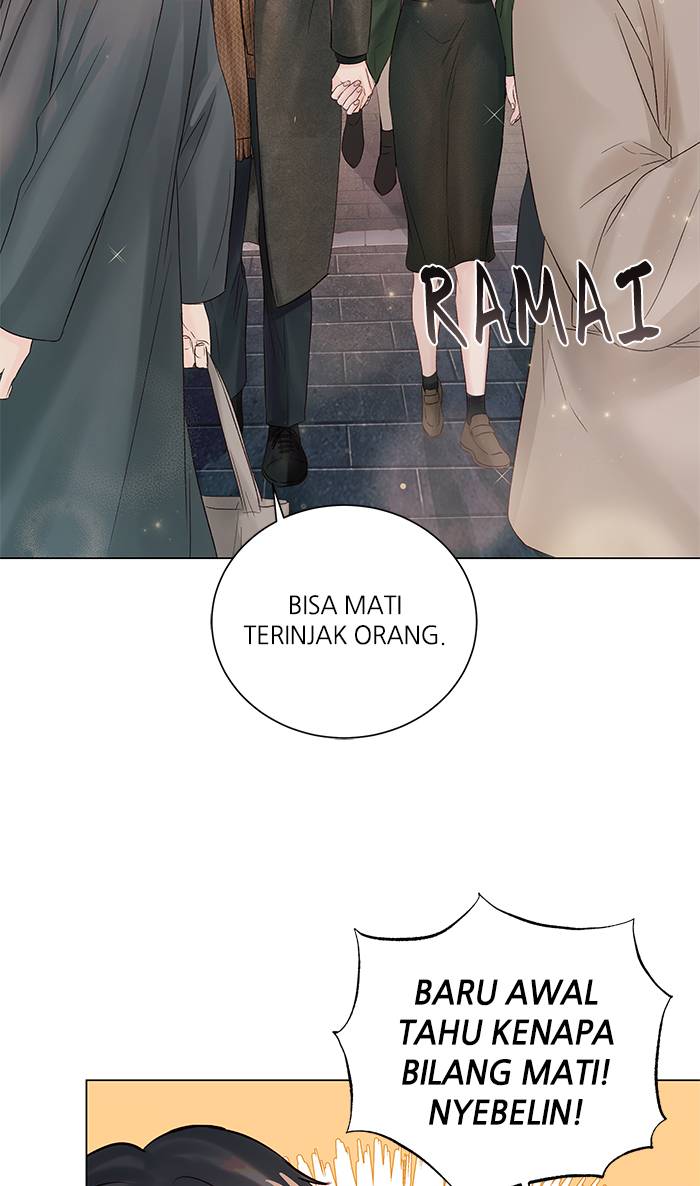 RAMAI
BISA MATI
TERINJAK ORANG.
BARU AWAL
TAHU KENAPA
BILANG MATI!
NYEBELIN!